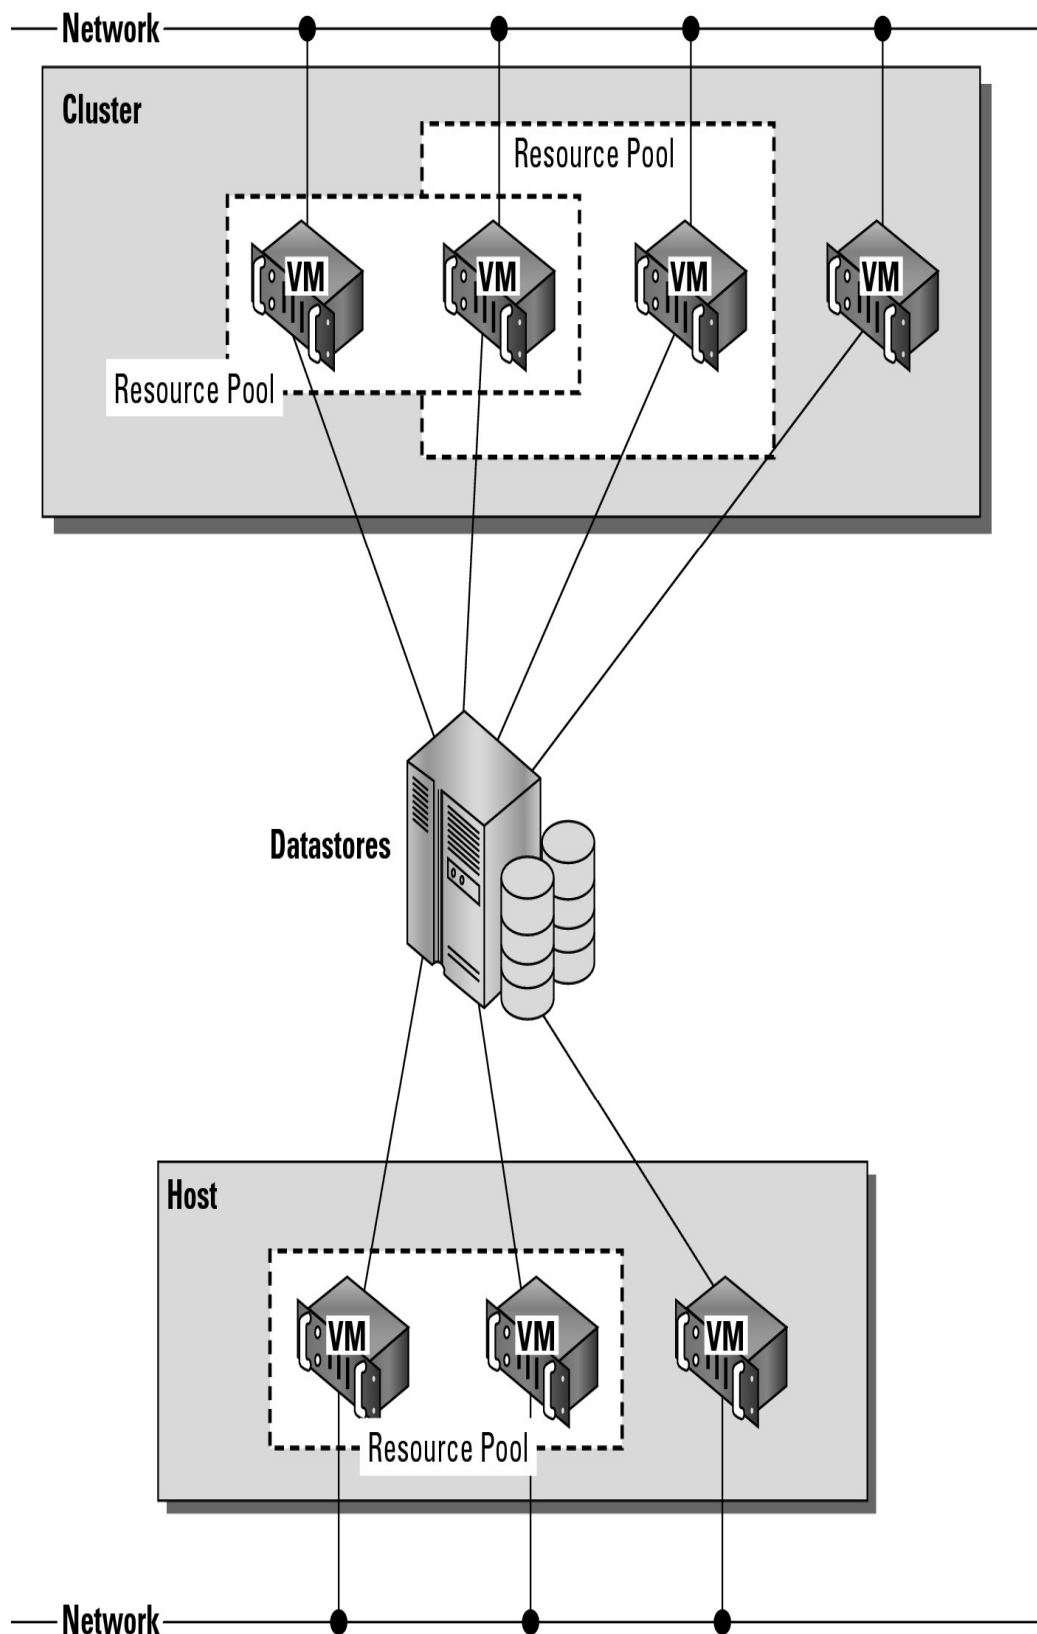 Network
Cluster
Resource Pool
VM
VM
VM
VM
Resource Pool
Datastores
Host
VM
VM
VM
Resource Pool
Network